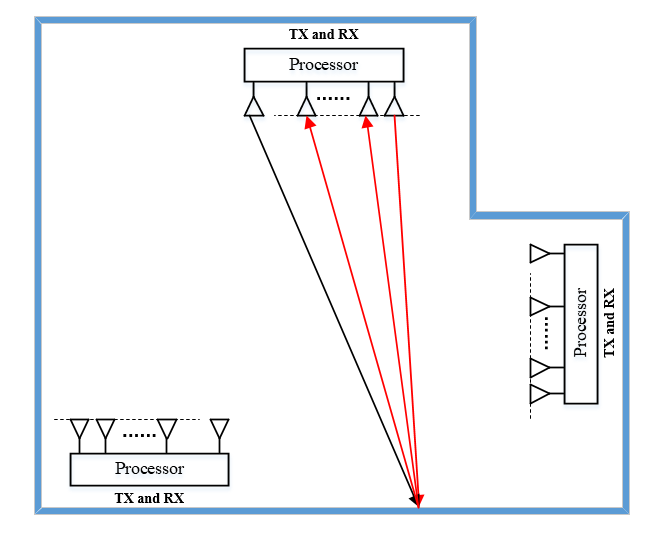 TX and RX
Processor
Processor
TX and RX
Processor
TX and RX